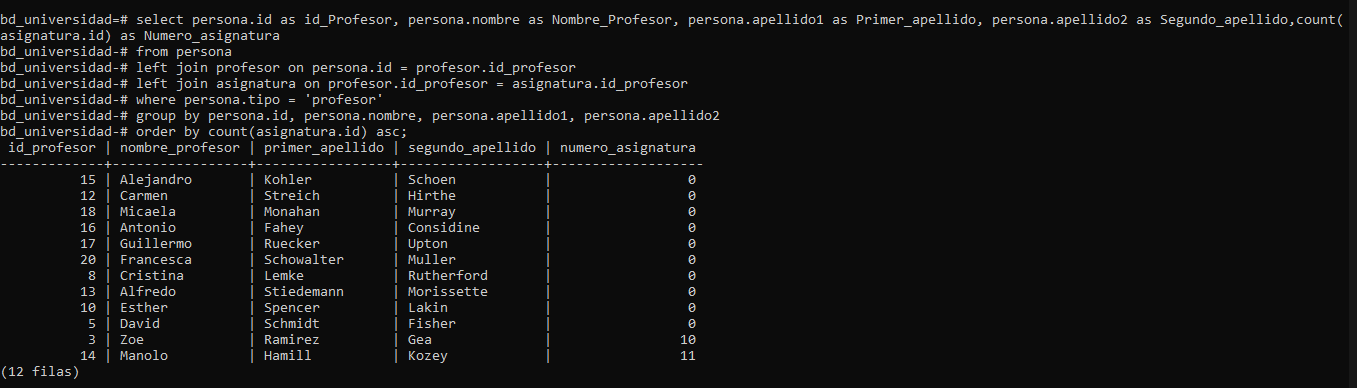 bd_universidad=# select persona.id as id_Profesor, persona.nombre as Nombre_Profesor, persona.apellido1 as Primer_apellido, persona.apellido2 as Segundo_apellido,count(
asignatura.id) as Numero_asignatura
bd_universidad-# from persona
bd_universidad-# left join profesor on persona.id = profesor.id_profesor
bd_universidad-# left join asignatura on profesor.id_profesor = asignatura.id_profesor
bd_universidad-# where persona.tipo = 'profesor'
bd_universidad-# group by persona.id, persona.nombre, persona.apellido1, persona.apellido2
bd_universidad-# order by count(asignatura.id) asc;
 id_profesor | nombre_profesor | primer_apellido | segundo_apellido | numero_asignatura
-------------+-----------------+-----------------+------------------+-------------------
          15 | Alejandro       | Kohler          | Schoen           |                 0
          12 | Carmen          | Streich         | Hirthe           |                 0
          18 | Micaela         | Monahan         | Murray           |                 0
          16 | Antonio         | Fahey           | Considine        |                 0
          17 | Guillermo       | Ruecker         | Upton            |                 0
          20 | Francesca       | Schowalter      | Muller           |                 0
           8 | Cristina        | Lemke           | Rutherford       |                 0
          13 | Alfredo         | Stiedemann      | Morissette       |                 0
          10 | Esther          | Spencer         | Lakin            |                 0
           5 | David           | Schmidt         | Fisher           |                 0
           3 | Zoe             | Ramirez         | Gea              |                10
          14 | Manolo          | Hamill          | Kozey            |                11
(12 filas)